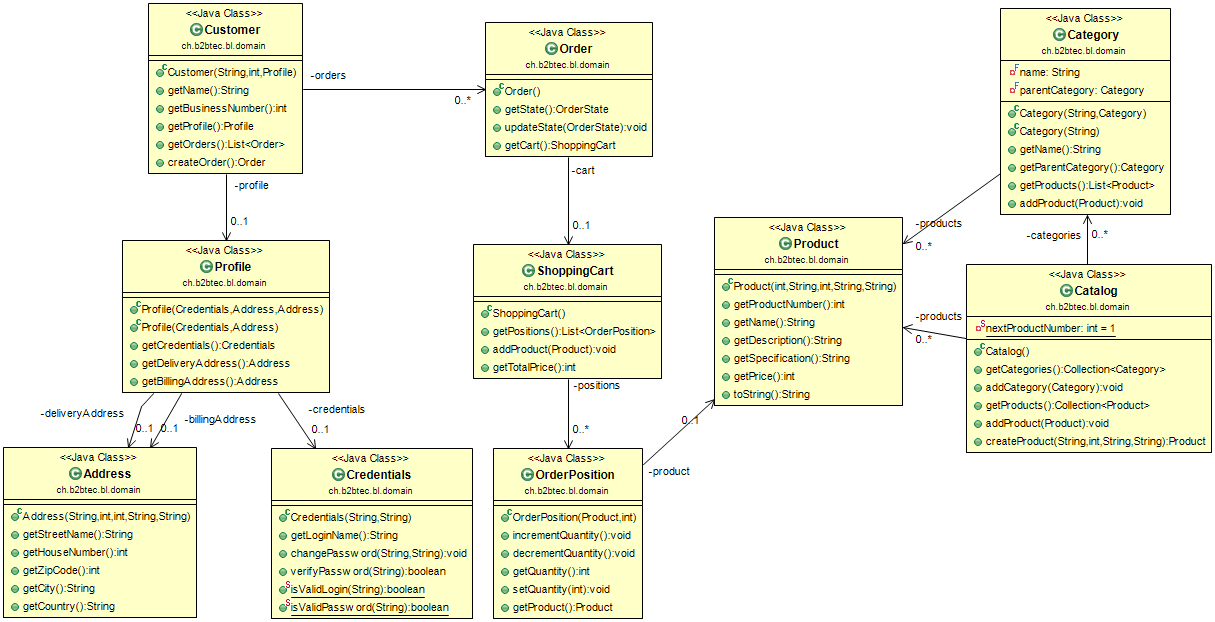 <<Java Class>>
Customer
ch.b2btec.bl.domain
Customer(String,int,Profile)
getName():String
getBusinessNumber():int
getProfile():Profile
getOrders():List<Order>
createOrder():Order
-orders
0..*
<<Java Class>>
Order
ch.b2btec.bl.domain
Order()
getState():OrderState
updateState(OrderState):void
getCart():ShoppingCart
<<Java Class>>
Category
ch.b2btec.bl.domain
name: String
parentCategory: Category
Category(String,Category)
Category(String)
getName():String
getParentCategory():Category
getProducts():List<Product>
addProduct(Product):void
-profile
0..1
-cart
0..1
-products
0..*
-categories
0..*
<<Java Class>>
Profile
ch.b2btec.bl.domain
Profile(Credentials,Address,Address)
Profile(Credentials,Address)
getCredentials():Credentials
getDeliveryAddress():Address
getBillingAddress():Address
<<Java Class>>
ShoppingCart
ch.b2btec.bl.domain
ShoppingCart()
getPositions():List<OrderPosition>
addProduct(Product):void
getTotalPrice():int
<<Java Class>>
Product
ch.b2btec.bl.domain
Product(int,String,int,String,String)
getProductNumber():int
getName():String
getDescription():String
getSpecification():String
getPrice():int
toString():String
-products
0..*
<<Java Class>>
Catalog
ch.b2btec.bl.domain
nextProductNumber: int = 1
Catalog()
getCategories():Collection<Category>
addCategory(Category):void
getProducts():Collection<Product>
addProduct(Product):void
createProduct(String,int,String,String):Product
-deliveryAddress
0..1
-billingAddress
0..1
-credentials
0..1
-positions
0..*
-product
0..1
<<Java Class>>
Address
ch.b2btec.bl.domain
Address(String,int,int,String,String)
getStreetName():String
getHouseNumber():int
getZipCode():int
getCity():String
getCountry():String
<<Java Class>>
Credentials
ch.b2btec.bl.domain
Credentials(String,String)
getLoginName():String
changePassword(String,String):void
verifyPassword(String):boolean
isValidLogin(String):boolean
isValidPassword(String):boolean
<<Java Class>>
OrderPosition
ch.b2btec.bl.domain
OrderPosition(Product,int)
incrementQuantity():void
decrementQuantity():void
getQuantity():int
setQuantity(int):void
getProduct():Product